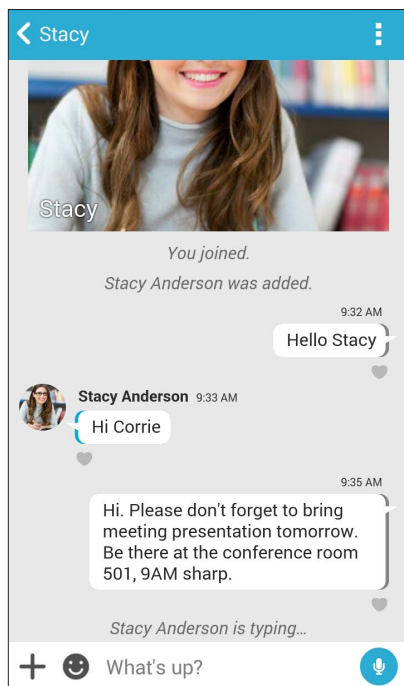 Stacy
Stacy
You joined.
Stacy Anderson was added.
9:32 AM
Hello Stacy
Stacy Anderson 9:33 AM
Hi Corrie
9:35 AM
Hi. Please don't forget to bring
meeting presentation tomorrow.
Be there at the conference room
501, 9AM sharp.
Stacy Anderson is typing...
What's up?